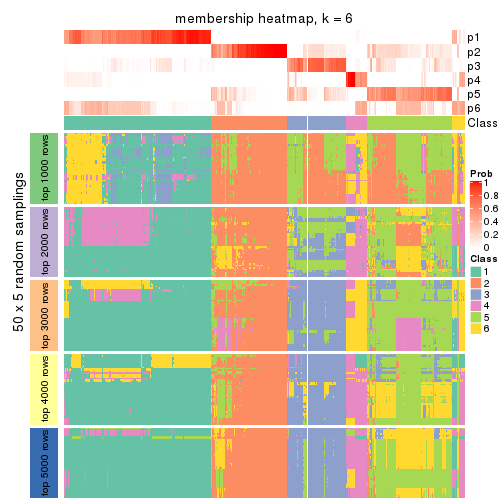 membership heatmap, k = 6
p1
p2
p3
p4
p5
p6
Class
50 x 5 random samplings
top 1000 rows
top 2000 rows
top 3000 rows
top 4000 rows
top 5000 rows
Prob
1
0.8
0.6
0.4
0.2
0
Class
1
2
3
4
5
6